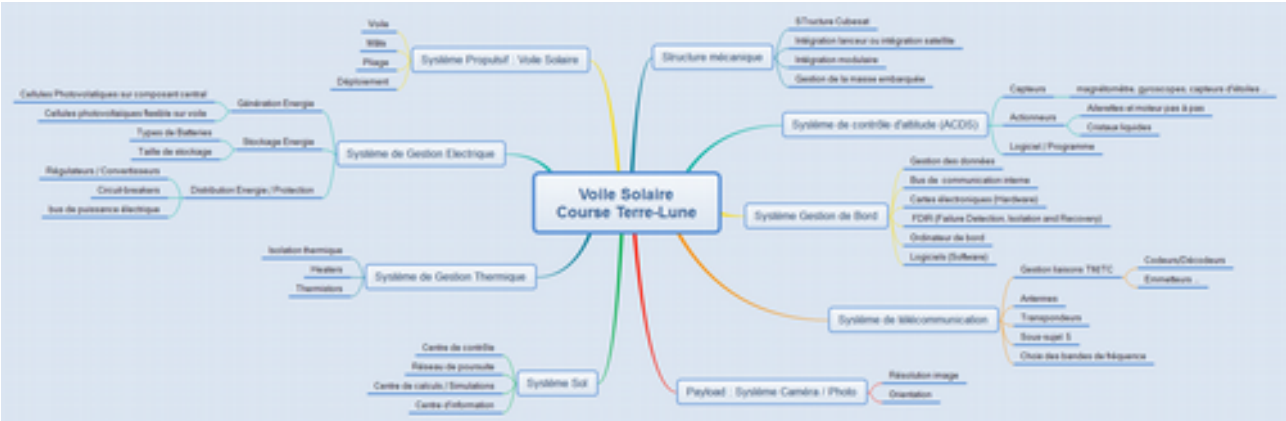 Voile Solaire
Course Terre-Lune
Système Propulsif : Voile Solaire
Voile
Mâts
Pliage
Déploiement
Système de Gestion Electrique
Génération Energie
Cellules Photovoltatiques sur composant central
Cellules photovoltaïques flexible sur voile
Stockage Energie
Types de Batteries
Taille de stockage
Distribution Energie / Protection
Régulateurs / Convertisseurs
Circuit-breakers
bus de puissance électrique
Système de Gestion Thermique
Isolation thermique
Heaters
Thermistors
Système Sol
Centre de contrôle
Réseau de poursuite
Centre de calculs / Simulations
Centre d'information
Structure mécanique
STructure Cubesat
Intégration lanceur ou intégration satellite
Intégration modulaire
Gestion de la masse embarquée
Système de contrôle d'attitude (ACDS)
Capteurs
magnétomètre, gyroscopes, capteurs d'étoiles ...
Actionneurs
Ailerettes et moteur pas à pas
Cristaux liquides
Logiciel / Programme
Système Gestion de Bord
Gestion des données
Bus de communication interne
Cartes électroniques (Hardware)
FDIR (Failure Detection, Isolation and Recovery)
Ordinateur de bord
Logiciels (Software)
Système de télécommunication
Gestion liaisons TM/TC
Codeurs/Décodeurs
Emmetteurs ...
Antennes
Transpondeurs
Sous-sujet 5
Choix des bandes de fréquence
Payload : Système Caméra / Photo
Résolution image
Orientation